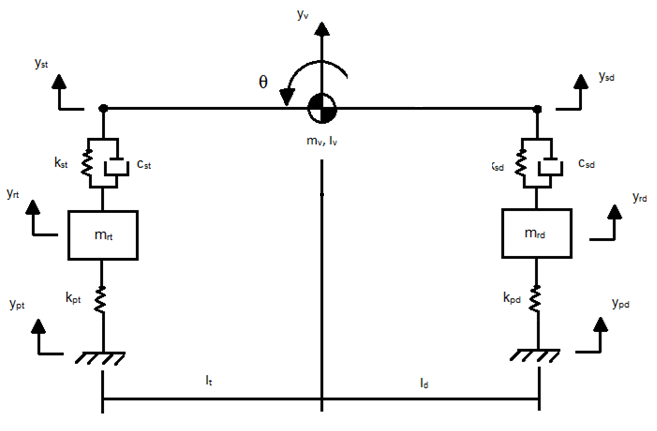 yv
yst
ysd
θ
mv, Iv
kst
cst
csd
yrt
yrd
mrt
mrd
kpt
kpd
ypt
ypd
lt
ld